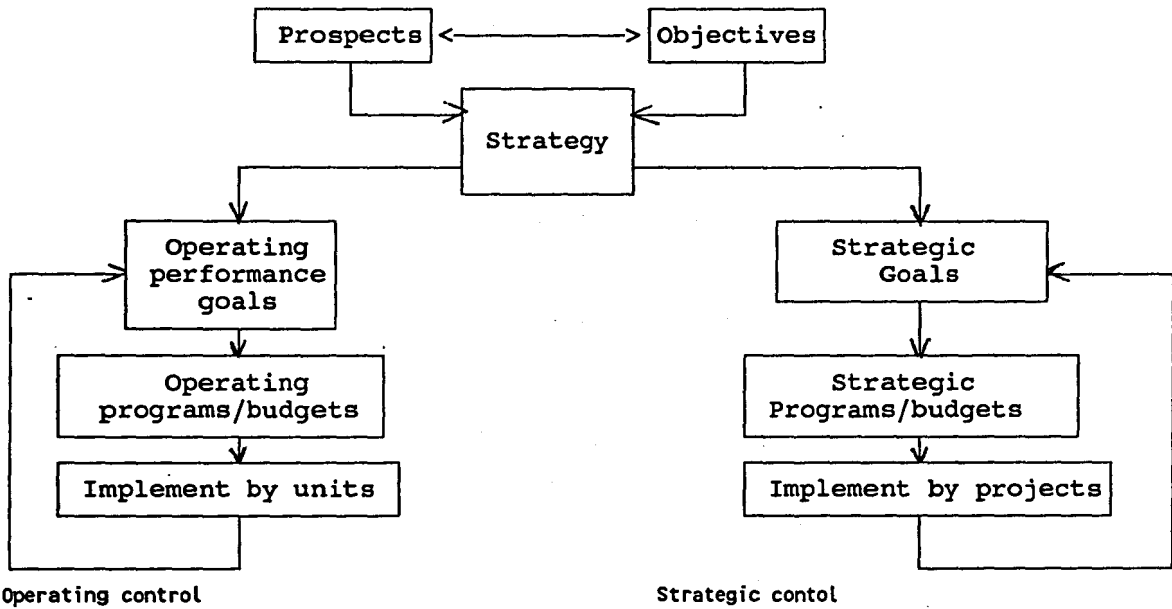 Prospects
Objectives
Strategy
Operating
performance
goals
Strategic
Goals
Operating
programs/budgets
Strategic
Programs/budgets
Implement by units
Implement by projects
Operating control
Strategic contol